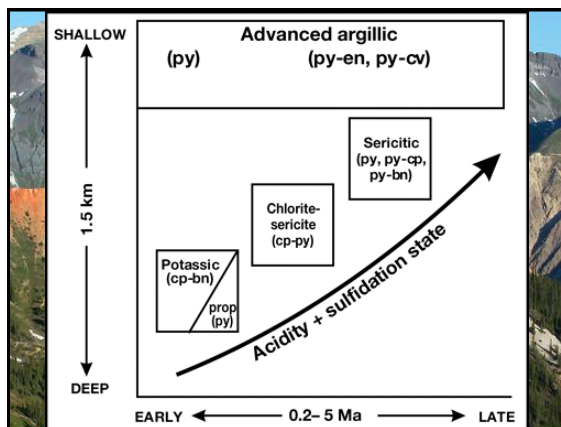 SHALLOW
Advanced argillic
(py) (py-en, py-cv)
Sericitic
(py, py-cp,
py-bn)
1.5 km
Chlorite-
sericite
(cp-py)
Potassic
(cp-bn)
prop
(py)
Acidity + sulfidation state
DEEP
EARLY 0.2– 5 Ma LATE